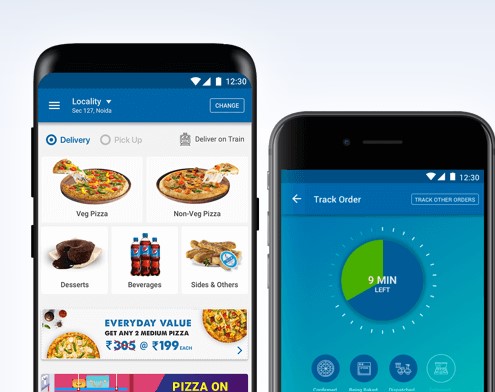 12:30
Locality
Sec 127, Noida
CHANGE
Delivery
Pick Up
Deliver on Train
Veg Pizza
Non-Veg Pizza
Desserts
Beverages
Sides & Others
EVERYDAY VALUE
GET ANY 2 MEDIUM PIZZA
₹305 @ ₹199 EACH
PIZZA ON
12:30
Track Order
TRACK OTHER ORDERS
9 MIN
LEFT
Confirmed
Being Baked
Dispatched